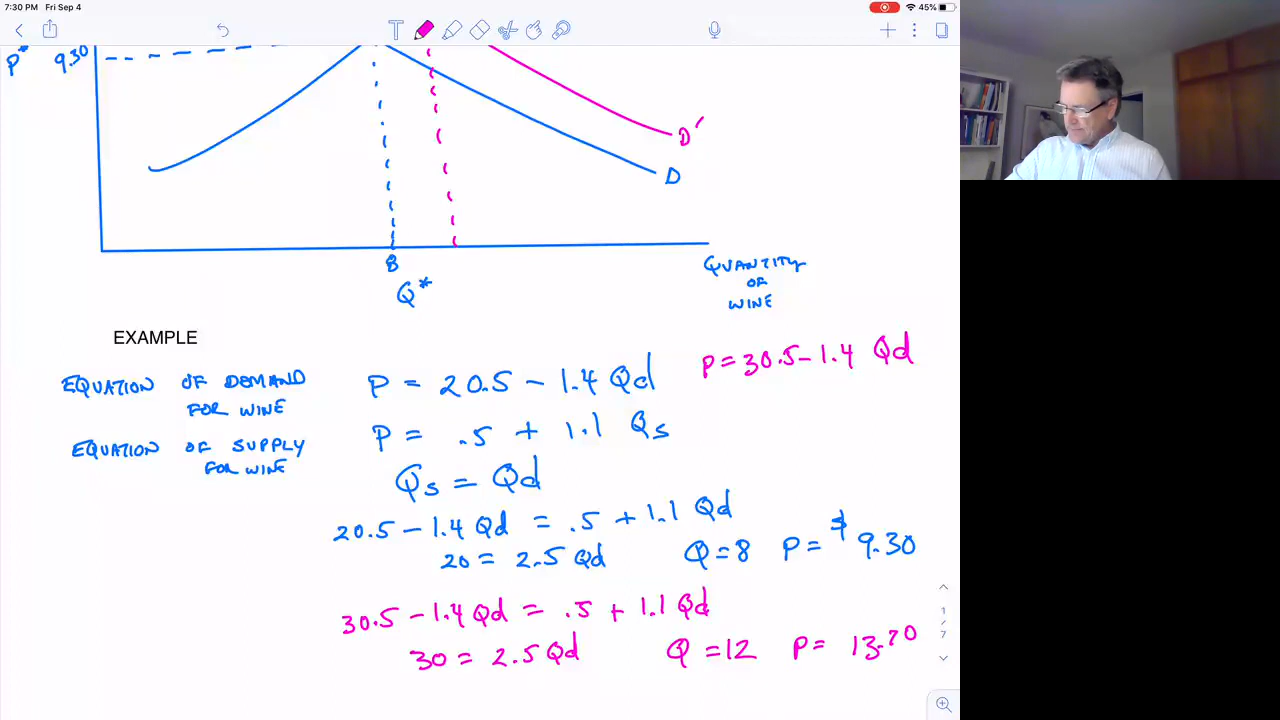 7:30 PM Fri Sep 4
45%
P* 9.30
D'
D
8
Q*
QUANTITY
OF
WINE
EXAMPLE
P = 30.5 - 1.4 Qd
EQUATION OF DEMAND
FOR WINE
P = 20.5 - 1.4 Qd
EQUATION OF SUPPLY
FOR WINE
P = .5 + 1.1 Qs
Qs = Qd
20.5 - 1.4 Qd = .5 + 1.1 Qd
20 = 2.5 Qd Q = 8 P = $9.30
30.5 - 1.4 Qd = .5 + 1.1 Qd
30 = 2.5 Qd Q = 12 P = 13.70
1
/
7